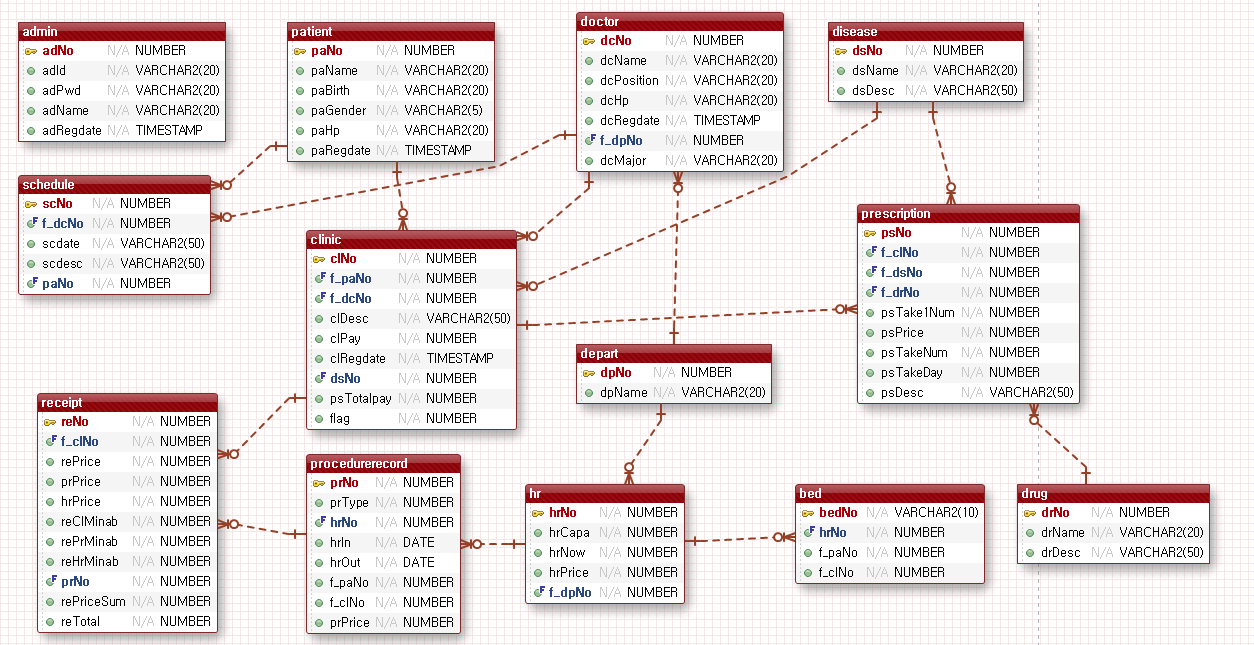 admin
adNo N/A NUMBER
adId N/A VARCHAR2(20)
adPwd N/A VARCHAR2(20)
adName N/A VARCHAR2(20)
adRegdate N/A TIMESTAMP
patient
paNo N/A NUMBER
paName N/A VARCHAR2(20)
paBirth N/A VARCHAR2(20)
paGender N/A VARCHAR2(5)
paHp N/A VARCHAR2(20)
paRegdate N/A TIMESTAMP
doctor
dcNo N/A NUMBER
dcName N/A VARCHAR2(20)
dcPosition N/A VARCHAR2(20)
dcHp N/A VARCHAR2(20)
dcRegdate N/A TIMESTAMP
f_dpNo N/A NUMBER
dcMajor N/A VARCHAR2(20)
disease
dsNo N/A NUMBER
dsName N/A VARCHAR2(20)
dsDesc N/A VARCHAR2(50)
schedule
scNo N/A NUMBER
f_dcNo N/A NUMBER
scdate N/A VARCHAR2(50)
scdesc N/A VARCHAR2(50)
paNo N/A NUMBER
clinic
clNo N/A NUMBER
f_paNo N/A NUMBER
f_dcNo N/A NUMBER
clDesc N/A VARCHAR2(50)
clPay N/A NUMBER
clRegdate N/A TIMESTAMP
dsNo N/A NUMBER
psTotalpay N/A NUMBER
flag N/A NUMBER
prescription
psNo N/A NUMBER
f_clNo N/A NUMBER
f_dsNo N/A NUMBER
f_drNo N/A NUMBER
psTake1Num N/A NUMBER
psPrice N/A NUMBER
psTakeNum N/A NUMBER
psTakeDay N/A NUMBER
psDesc N/A VARCHAR2(50)
depart
dpNo N/A NUMBER
dpName N/A VARCHAR2(20)
receipt
reNo N/A NUMBER
f_clNo N/A NUMBER
rePrice N/A NUMBER
prPrice N/A NUMBER
hrPrice N/A NUMBER
reClMinab N/A NUMBER
rePrMinab N/A NUMBER
reHrMinab N/A NUMBER
prNo N/A NUMBER
rePriceSum N/A NUMBER
reTotal N/A NUMBER
procedurerecord
prNo N/A NUMBER
prType N/A NUMBER
hrNo N/A NUMBER
hrIn N/A DATE
hrOut N/A DATE
f_paNo N/A NUMBER
f_clNo N/A NUMBER
prPrice N/A NUMBER
hr
hrNo N/A NUMBER
hrCapa N/A NUMBER
hrNow N/A NUMBER
hrPrice N/A NUMBER
f_dpNo N/A NUMBER
bed
bedNo N/A VARCHAR2(10)
hrNo N/A NUMBER
f_paNo N/A NUMBER
f_clNo N/A NUMBER
drug
drNo N/A NUMBER
drName N/A VARCHAR2(20)
drDesc N/A VARCHAR2(50)